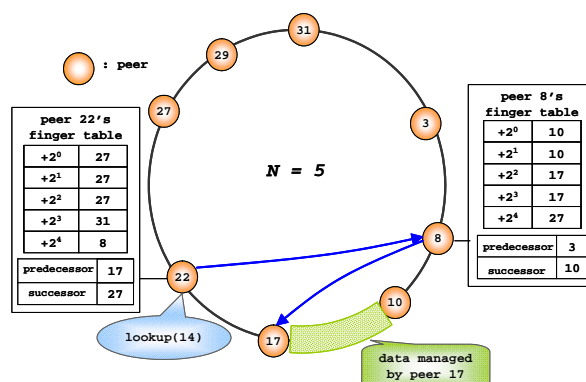 : peer
31
29
27
3
8
10
17
22
N = 5
peer 22's
finger table
+2⁰ 27
+2¹ 27
+2² 27
+2³ 31
+2⁴ 8
predecessor 17
successor 27
peer 8's
finger table
+2⁰ 10
+2¹ 10
+2² 17
+2³ 17
+2⁴ 27
predecessor 3
successor 10
lookup(14)
data managed
by peer 17